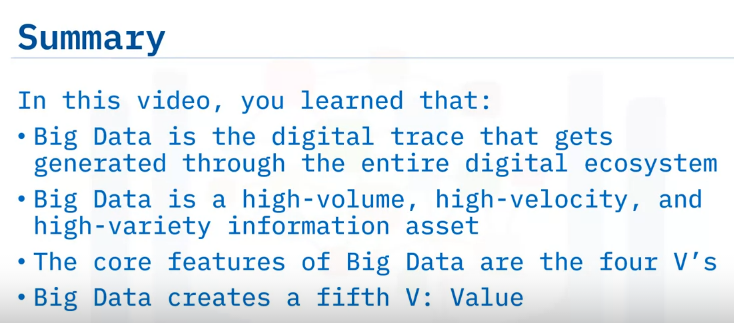 Summary
In this video, you learned that:
• Big Data is the digital trace that gets
generated through the entire digital ecosystem
• Big Data is a high-volume, high-velocity, and
high-variety information asset
• The core features of Big Data are the four V’s
• Big Data creates a fifth V: Value